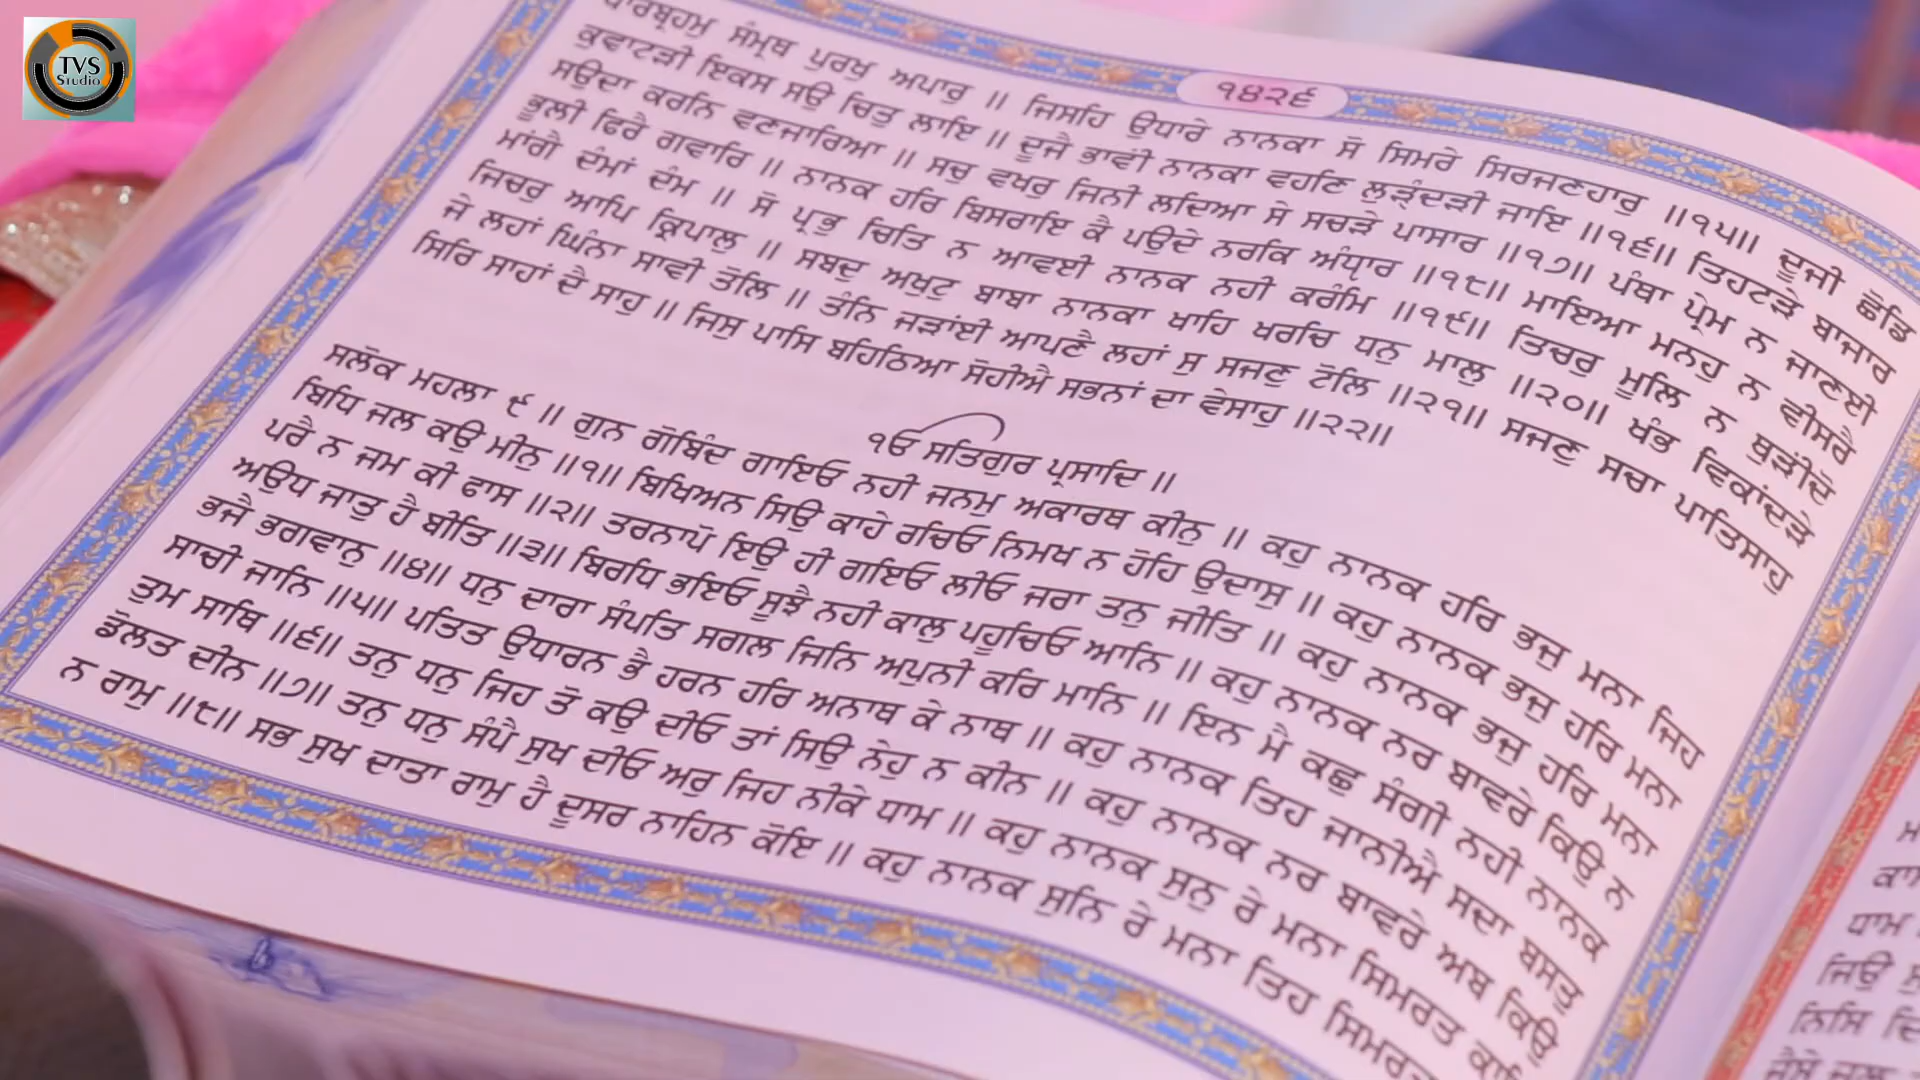 TVS
Studio
੧੪੨੬
ਪਾਰਬ੍ਰਹਮੁ ਸੰਮ੍ਰਥ ਪੁਰਖੁ ਅਪਾਰੁ ॥ ਜਿਸਹਿ ਉਧਾਰੇ ਨਾਨਕਾ ਸੋ ਸਿਮਰੇ ਸਿਰਜਣਹਾਰੁ ॥੧੫॥ ਦੂਜੀ ਛੋਡਿ
ਕੁਵਾਟੜੀ ਇਕਸ ਸਉ ਚਿਤੁ ਲਾਇ ॥ ਦੂਜੈ ਭਾਵੀਂ ਨਾਨਕਾ ਵਹਣਿ ਲੁੜ੍ਹੰਦੜੀ ਜਾਇ ॥੧੬॥ ਤਿਹਟੜੇ ਬਾਜਾਰ
ਸਉਦਾ ਕਰਨਿ ਵਣਜਾਰਿਆ ॥ ਸਚੁ ਵਖਰੁ ਜਿਨੀ ਲਦਿਆ ਸੇ ਸਚੜੇ ਪਾਸਾਰ ॥੧੭॥ ਪੰਥਾ ਪ੍ਰੇਮ ਨ ਜਾਣਈ
ਭੂਲੀ ਫਿਰੈ ਗਵਾਰਿ ॥ ਨਾਨਕ ਹਰਿ ਬਿਸਰਾਇ ਕੈ ਪਉਦੇ ਨਰਕਿ ਅੰਧੵਾਰ ॥੧੮॥ ਮਾਇਆ ਮਨਹੁ ਨ ਵੀਸਰੈ
ਮਾਂਗੈ ਦੰਮਾਂ ਦੰਮ ॥ ਸੋ ਪ੍ਰਭੁ ਚਿਤਿ ਨ ਆਵਈ ਨਾਨਕ ਨਹੀ ਕਰੰਮਿ ॥੧੯॥ ਤਿਚਰੁ ਮੂਲਿ ਨ ਥੁੜੀਂਦੋ
ਜਿਚਰੁ ਆਪਿ ਕ੍ਰਿਪਾਲੁ ॥ ਸਬਦੁ ਅਖੁਟੁ ਬਾਬਾ ਨਾਨਕਾ ਖਾਹਿ ਖਰਚਿ ਧਨੁ ਮਾਲੁ ॥੨੦॥ ਖੰਭ ਵਿਕਾਂਦੜੇ
ਜੇ ਲਹਾਂ ਘਿੰਨਾ ਸਾਵੀ ਤੋਲਿ ॥ ਤੰਨਿ ਜੜਾਂਈ ਆਪਣੈ ਲਹਾਂ ਸੁ ਸਜਣੁ ਟੋਲਿ ॥੨੧॥ ਸਜਣੁ ਸਚਾ ਪਾਤਿਸਾਹੁ
ਸਿਰਿ ਸਾਹਾਂ ਦੈ ਸਾਹੁ ॥ ਜਿਸੁ ਪਾਸਿ ਬਹਿਠਿਆ ਸੋਹੀਐ ਸਭਨਾਂ ਦਾ ਵੇਸਾਹੁ ॥੨੨॥
ੴ ਸਤਿਗੁਰ ਪ੍ਰਸਾਦਿ ॥
ਸਲੋਕ ਮਹਲਾ ੯ ॥ ਗੁਨ ਗੋਬਿੰਦ ਗਾਇਓ ਨਹੀ ਜਨਮੁ ਅਕਾਰਥ ਕੀਨੁ ॥ ਕਹੁ ਨਾਨਕ ਹਰਿ ਭਜੁ ਮਨਾ ਜਿਹ
ਬਿਧਿ ਜਲ ਕਉ ਮੀਨੁ ॥੧॥ ਬਿਖਿਅਨ ਸਿਉ ਕਾਹੇ ਰਚਿਓ ਨਿਮਖ ਨ ਹੋਹਿ ਉਦਾਸੁ ॥ ਕਹੁ ਨਾਨਕ ਭਜੁ ਹਰਿ ਮਨਾ
ਪਰੈ ਨ ਜਮ ਕੀ ਫਾਸ ॥੨॥ ਤਰਨਾਪੋ ਇਉ ਹੀ ਗਇਓ ਲੀਓ ਜਰਾ ਤਨੁ ਜੀਤਿ ॥ ਕਹੁ ਨਾਨਕ ਭਜੁ ਹਰਿ ਮਨਾ
ਅਉਧ ਜਾਤੁ ਹੈ ਬੀਤਿ ॥੩॥ ਬਿਰਧਿ ਭਇਓ ਸੂਝੈ ਨਹੀ ਕਾਲੁ ਪਹੂਚਿਓ ਆਨਿ ॥ ਕਹੁ ਨਾਨਕ ਨਰ ਬਾਵਰੇ ਕਿਉ ਨ
ਭਜੈ ਭਗਵਾਨੁ ॥੪॥ ਧਨੁ ਦਾਰਾ ਸੰਪਤਿ ਸਗਲ ਜਿਨਿ ਅਪੁਨੀ ਕਰਿ ਮਾਨਿ ॥ ਇਨ ਮੈ ਕਛੁ ਸੰਗੀ ਨਹੀ ਨਾਨਕ
ਸਾਚੀ ਜਾਨਿ ॥੫॥ ਪਤਿਤ ਉਧਾਰਨ ਭੈ ਹਰਨ ਹਰਿ ਅਨਾਥ ਕੇ ਨਾਥ ॥ ਕਹੁ ਨਾਨਕ ਤਿਹ ਜਾਨੀਐ ਸਦਾ ਬਸਤੁ
ਤੁਮ ਸਾਥਿ ॥੬॥ ਤਨੁ ਧਨੁ ਜਿਹ ਤੋ ਕਉ ਦੀਓ ਤਾਂ ਸਿਉ ਨੇਹੁ ਨ ਕੀਨ ॥ ਕਹੁ ਨਾਨਕ ਨਰ ਬਾਵਰੇ ਅਬ ਕਿਉ
ਡੋਲਤ ਦੀਨ ॥੭॥ ਤਨੁ ਧਨੁ ਸੰਪੈ ਸੁਖ ਦੀਓ ਅਰੁ ਜਿਹ ਨੀਕੇ ਧਾਮ ॥ ਕਹੁ ਨਾਨਕ ਸੁਨੁ ਰੇ ਮਨਾ ਸਿਮਰਤ
ਨ ਰਾਮੁ ॥੮॥ ਸਭ ਸੁਖ ਦਾਤਾ ਰਾਮੁ ਹੈ ਦੂਸਰ ਨਾਹਿਨ ਕੋਇ ॥ ਕਹੁ ਨਾਨਕ ਸੁਨਿ ਰੇ ਮਨਾ ਤਿਹ
ਧਾਮ
ਜਿਉ
ਨਿਸਿ